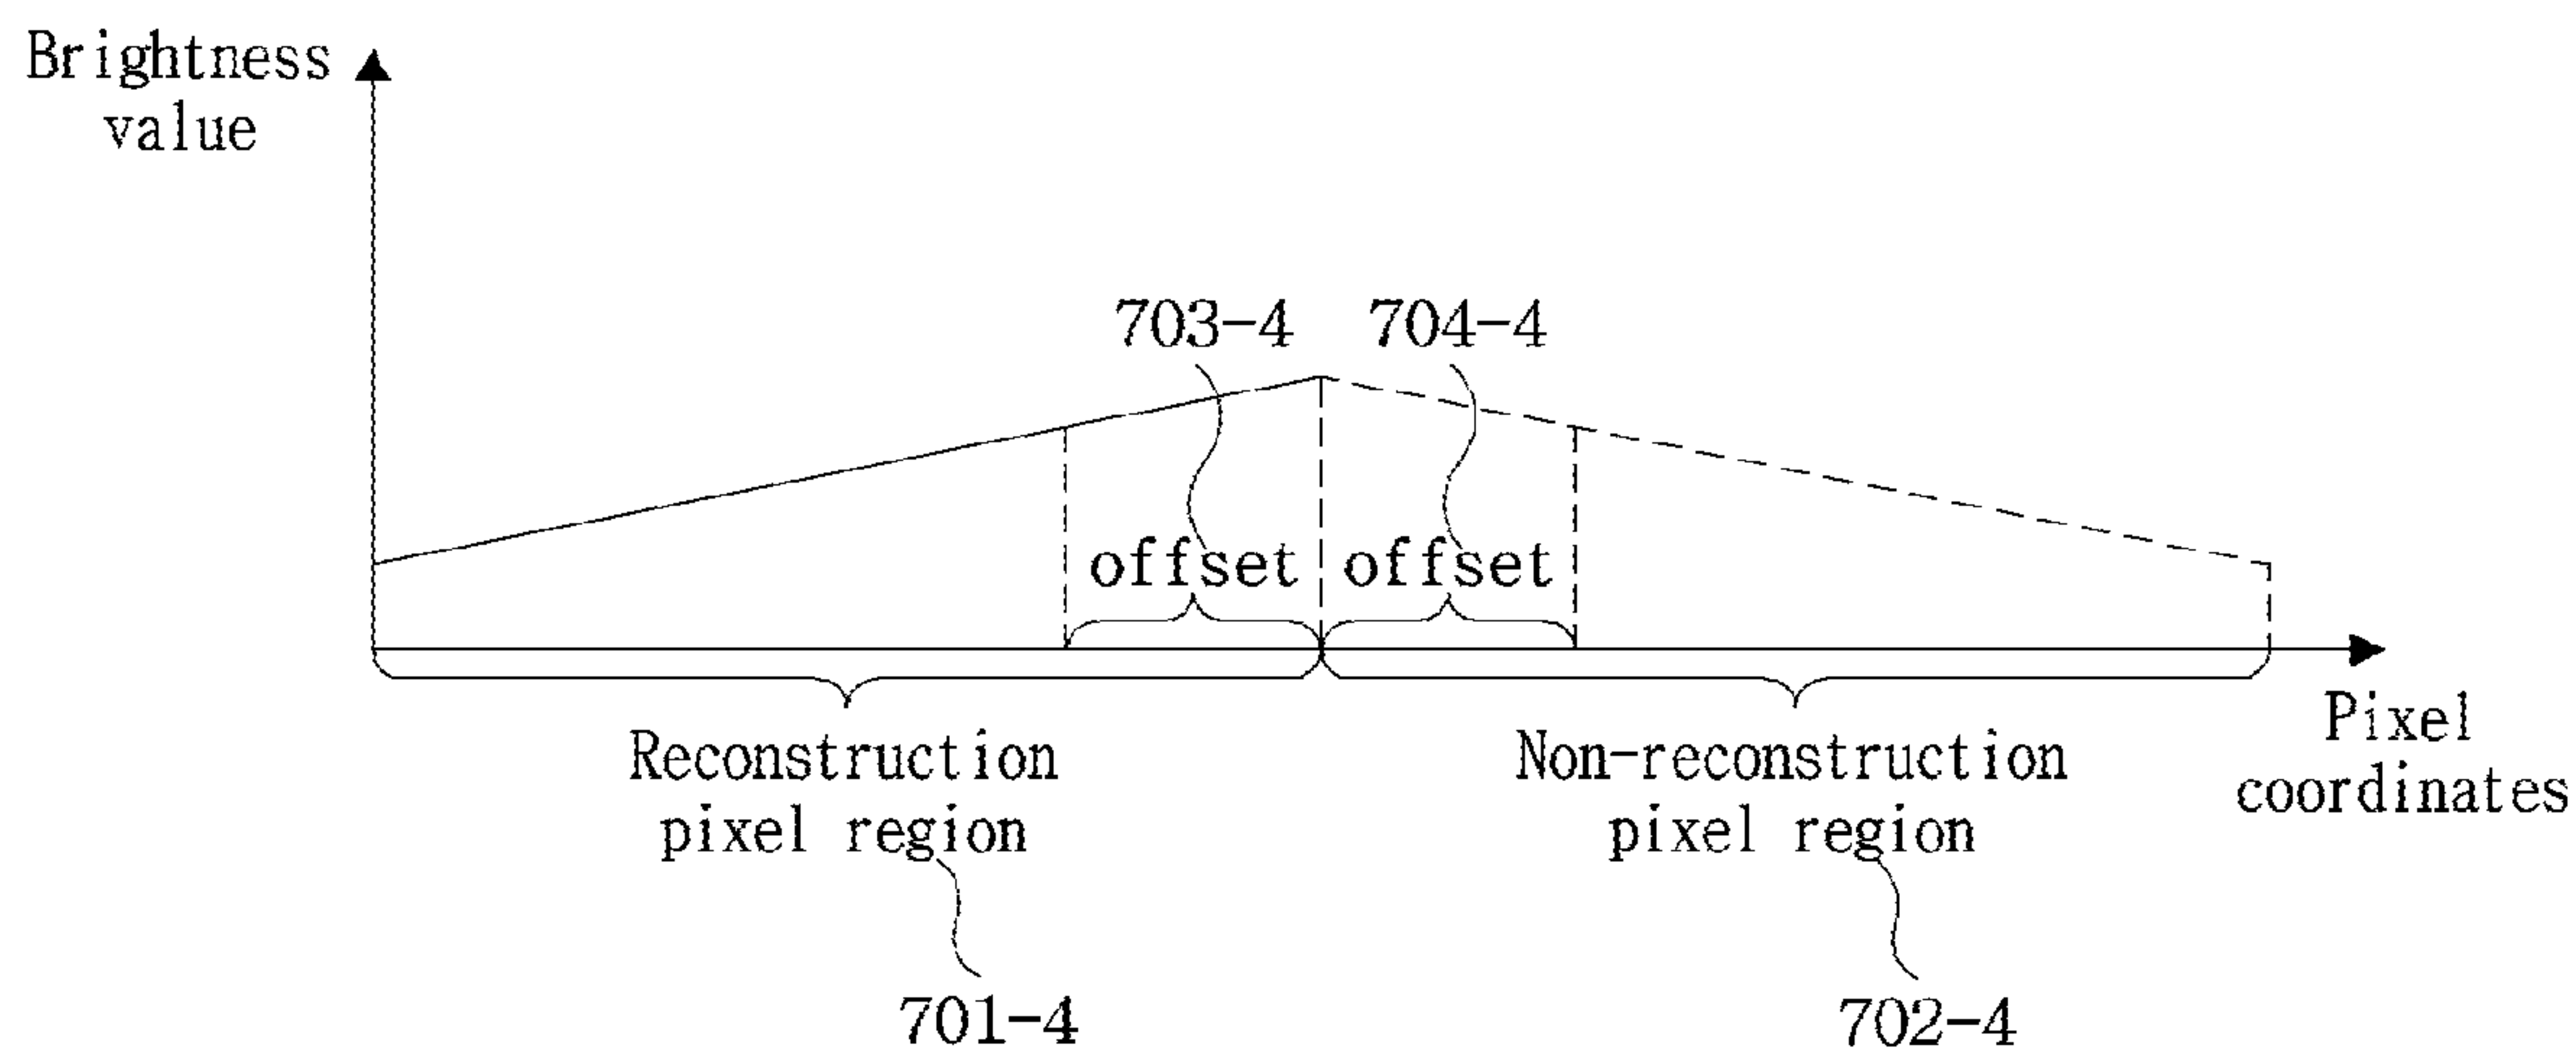 Brightness
value
703-4
704-4
offset
offset
Reconstruction
pixel region
Non-reconstruction
pixel region
Pixel
coordinates
701-4
702-4